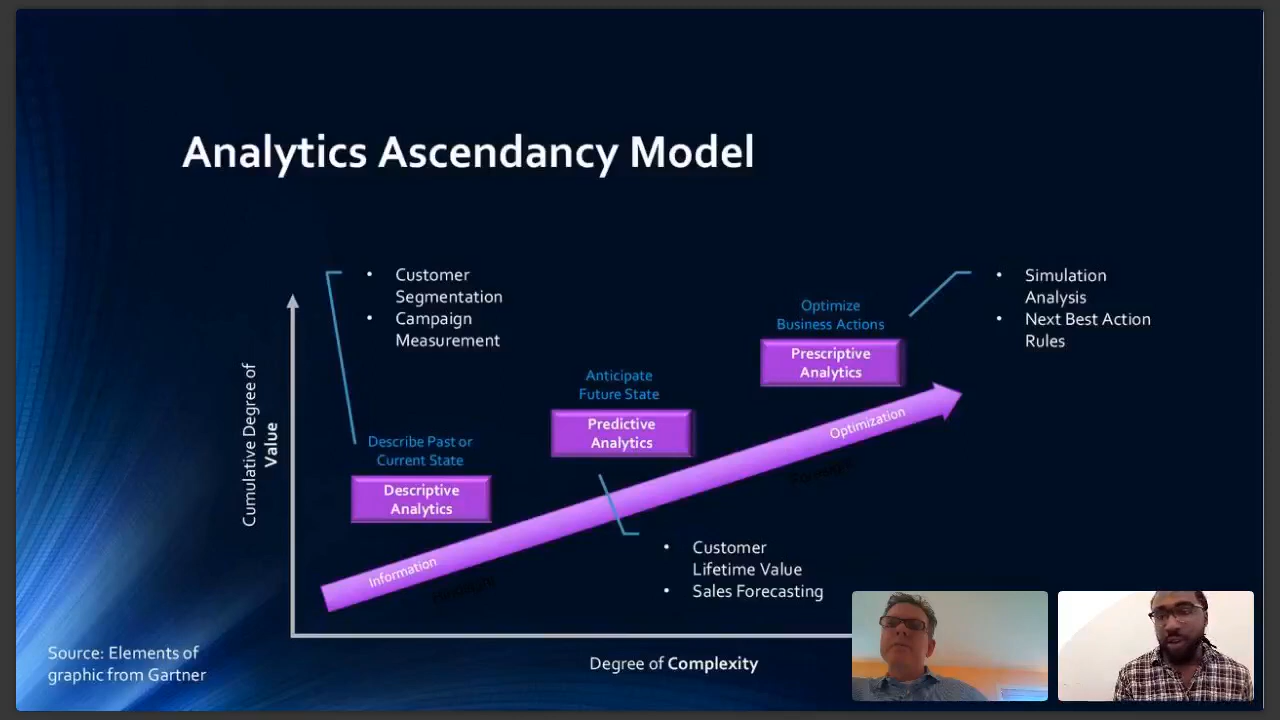 Analytics Ascendancy Model
• Customer
Segmentation
• Campaign
Measurement
• Simulation
Analysis
• Next Best Action
Rules
Optimize
Business Actions
Prescriptive
Analytics
Anticipate
Future State
Predictive
Analytics
Describe Past or
Current State
Descriptive
Analytics
Cumulative Degree of
Value
Optimization
Foresight
Information
Hindsight
• Customer
Lifetime Value
• Sales Forecasting
Degree of Complexity
Source: Elements of
graphic from Gartner